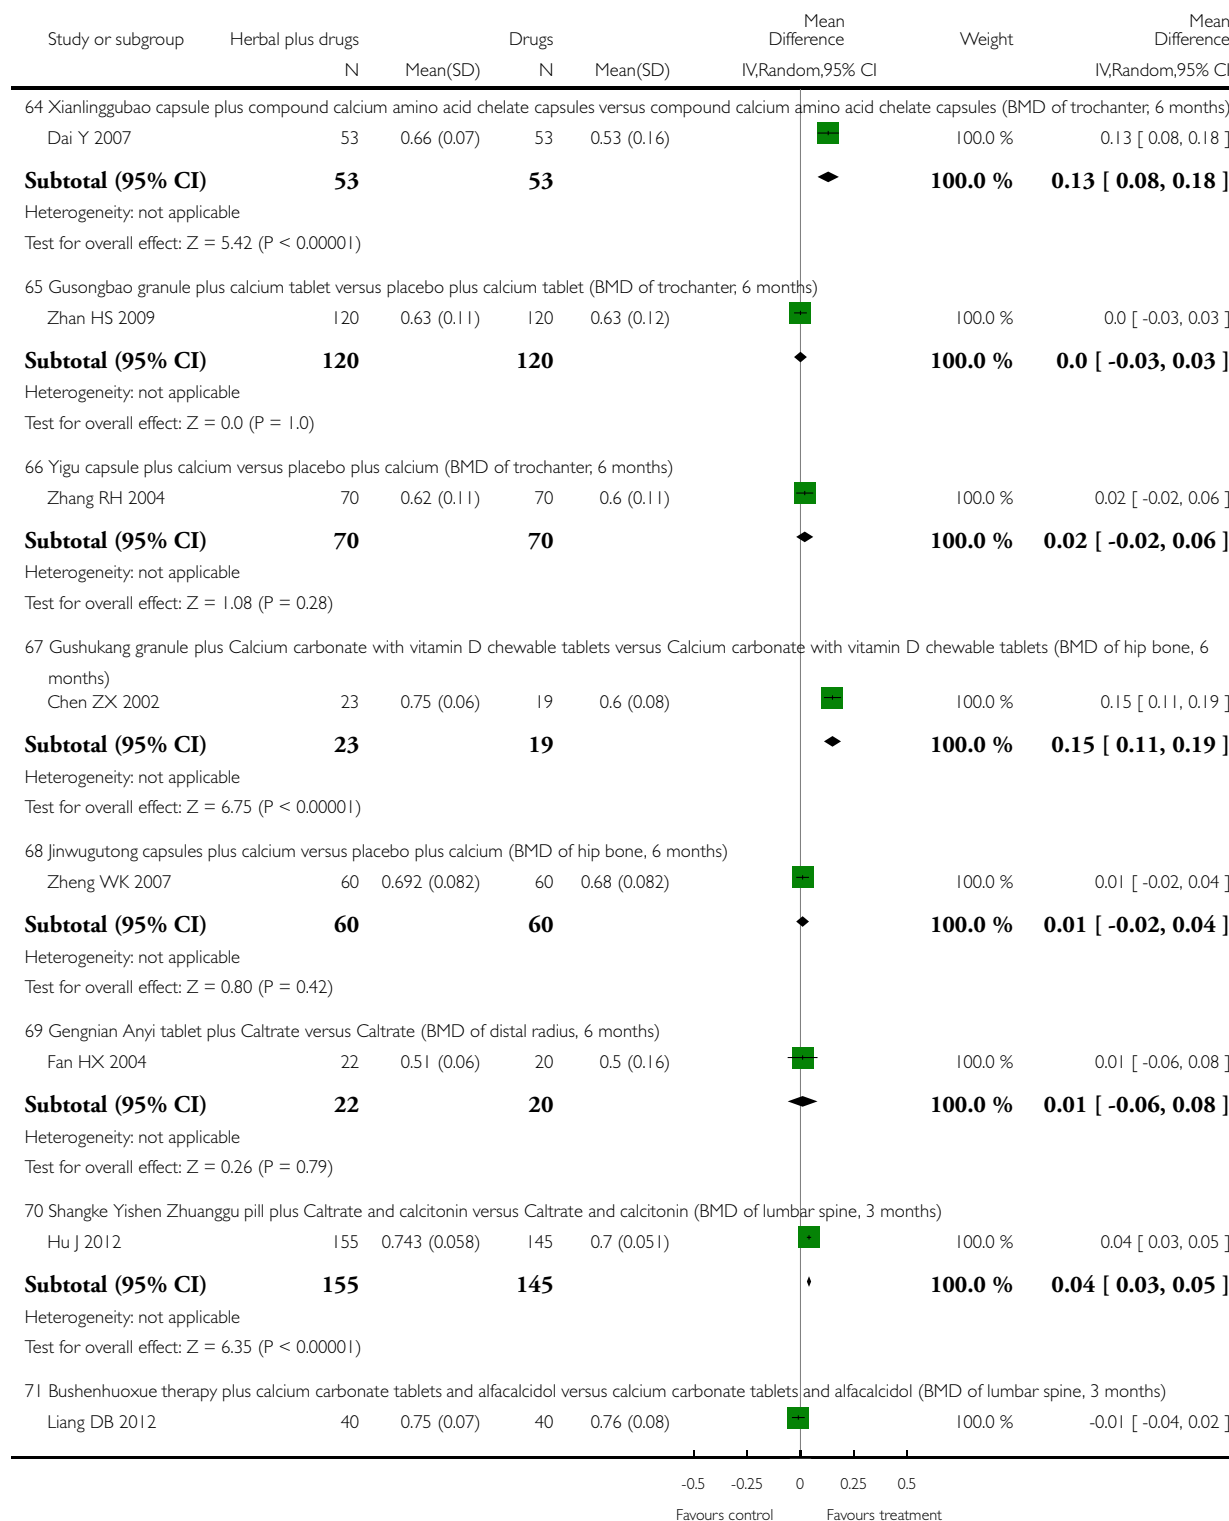 Mean Mean
Study or subgroup Herbal plus drugs Drugs Difference Weight Difference
N Mean(SD) N Mean(SD) IV,Random,95% CI IV,Random,95% CI
64 Xianlinggubao capsule plus compound calcium amino acid chelate capsules versus compound calcium amino acid chelate capsules (BMD of trochanter, 6 months)
Dai Y 2007 53 0.66 (0.07) 53 0.53 (0.16) 100.0 % 0.13 [ 0.08, 0.18 ]
Subtotal (95% CI) 53 53 100.0 % 0.13 [ 0.08, 0.18 ]
Heterogeneity: not applicable
Test for overall effect: Z = 5.42 (P < 0.00001)
65 Gusongbao granule plus calcium tablet versus placebo plus calcium tablet (BMD of trochanter, 6 months)
Zhan HS 2009 120 0.63 (0.11) 120 0.63 (0.12) 100.0 % 0.0 [ -0.03, 0.03 ]
Subtotal (95% CI) 120 120 100.0 % 0.0 [ -0.03, 0.03 ]
Heterogeneity: not applicable
Test for overall effect: Z = 0.0 (P = 1.0)
66 Yigu capsule plus calcium versus placebo plus calcium (BMD of trochanter, 6 months)
Zhang RH 2004 70 0.62 (0.11) 70 0.6 (0.11) 100.0 % 0.02 [ -0.02, 0.06 ]
Subtotal (95% CI) 70 70 100.0 % 0.02 [ -0.02, 0.06 ]
Heterogeneity: not applicable
Test for overall effect: Z = 1.08 (P = 0.28)
67 Gushukang granule plus Calcium carbonate with vitamin D chewable tablets versus Calcium carbonate with vitamin D chewable tablets (BMD of hip bone, 6
months)
Chen ZX 2002 23 0.75 (0.06) 19 0.6 (0.08) 100.0 % 0.15 [ 0.11, 0.19 ]
Subtotal (95% CI) 23 19 100.0 % 0.15 [ 0.11, 0.19 ]
Heterogeneity: not applicable
Test for overall effect: Z = 6.75 (P < 0.00001)
68 Jinwugutong capsules plus calcium versus placebo plus calcium (BMD of hip bone, 6 months)
Zheng WK 2007 60 0.692 (0.082) 60 0.68 (0.082) 100.0 % 0.01 [ -0.02, 0.04 ]
Subtotal (95% CI) 60 60 100.0 % 0.01 [ -0.02, 0.04 ]
Heterogeneity: not applicable
Test for overall effect: Z = 0.80 (P = 0.42)
69 Gengnian Anyi tablet plus Caltrate versus Caltrate (BMD of distal radius, 6 months)
Fan HX 2004 22 0.51 (0.06) 20 0.5 (0.16) 100.0 % 0.01 [ -0.06, 0.08 ]
Subtotal (95% CI) 22 20 100.0 % 0.01 [ -0.06, 0.08 ]
Heterogeneity: not applicable
Test for overall effect: Z = 0.26 (P = 0.79)
70 Shangke Yishen Zhuanggu pill plus Caltrate and calcitonin versus Caltrate and calcitonin (BMD of lumbar spine, 3 months)
Hu J 2012 155 0.743 (0.058) 145 0.7 (0.051) 100.0 % 0.04 [ 0.03, 0.05 ]
Subtotal (95% CI) 155 145 100.0 % 0.04 [ 0.03, 0.05 ]
Heterogeneity: not applicable
Test for overall effect: Z = 6.35 (P < 0.00001)
71 Bushenhuoxue therapy plus calcium carbonate tablets and alfacalcidol versus calcium carbonate tablets and alfacalcidol (BMD of lumbar spine, 3 months)
Liang DB 2012 40 0.75 (0.07) 40 0.76 (0.08) 100.0 % -0.01 [ -0.04, 0.02 ]
-0.5 -0.25 0 0.25 0.5
Favours control Favours treatment